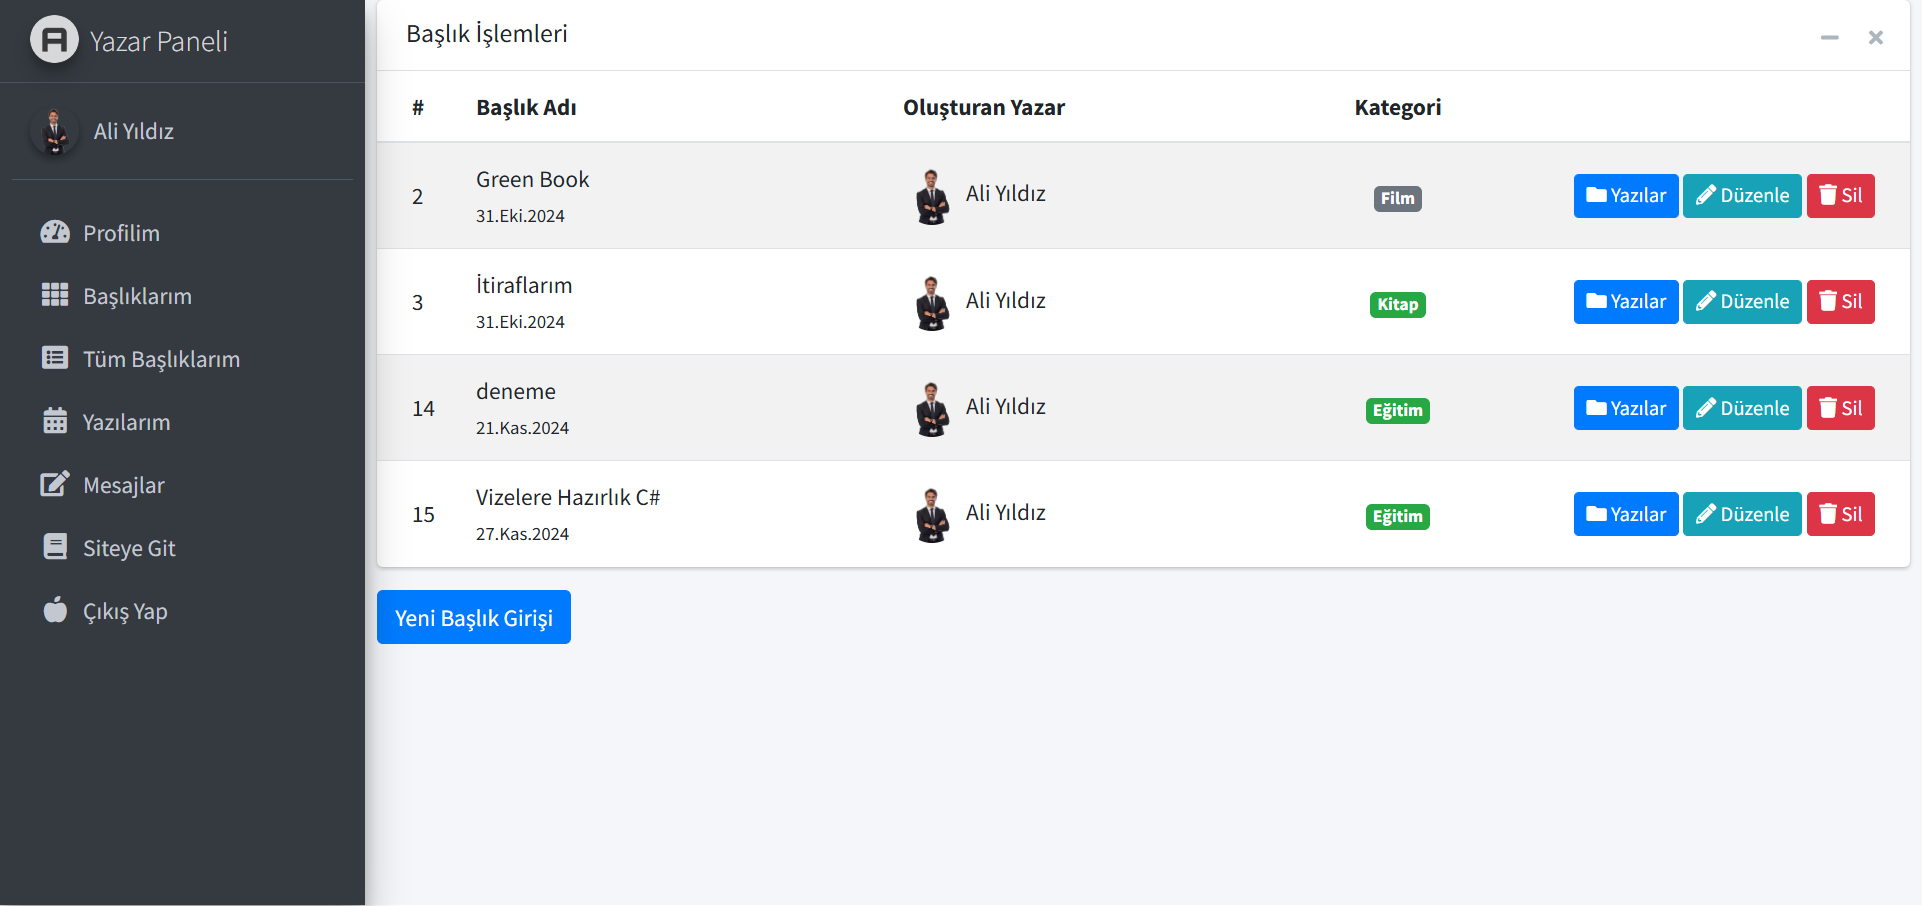 Yazar Paneli
Ali Yıldız
Profilim
Başlıklarım
Tüm Başlıklarım
Yazılarım
Mesajlar
Siteye Git
Çıkış Yap
Başlık İşlemleri
# Başlık Adı Oluşturan Yazar Kategori
2 Green Book Ali Yıldız Film Yazılar Düzenle Sil
31.Eki.2024
3 İtiraflarım Ali Yıldız Kitap Yazılar Düzenle Sil
31.Eki.2024
14 deneme Ali Yıldız Eğitim Yazılar Düzenle Sil
21.Kas.2024
15 Vizelere Hazırlık C# Ali Yıldız Eğitim Yazılar Düzenle Sil
27.Kas.2024
Yeni Başlık Girişi